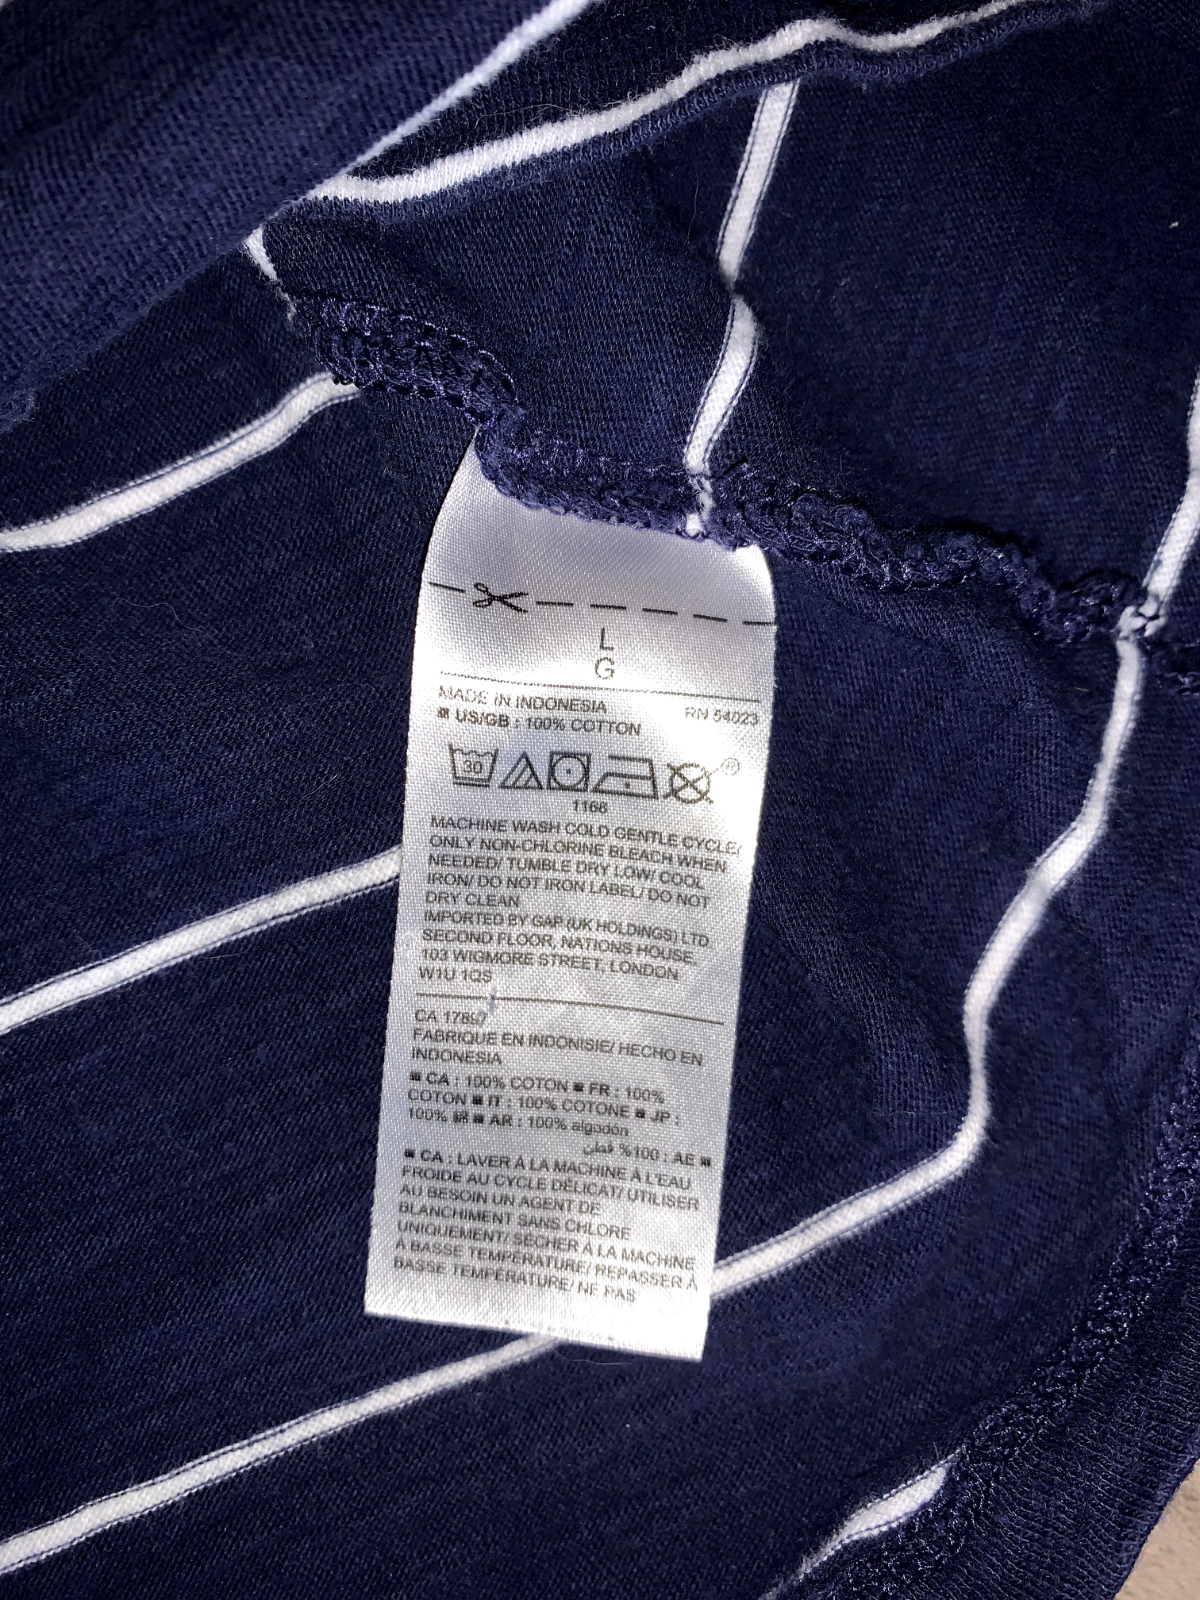 L
G
MADE IN INDONESIA RN 54023
■ US/GB : 100% COTTON
30 ®
1166
MACHINE WASH COLD GENTLE CYCLE/
ONLY NON-CHLORINE BLEACH WHEN
NEEDED/ TUMBLE DRY LOW/ COOL
IRON/ DO NOT IRON LABEL/ DO NOT
DRY CLEAN
IMPORTED BY GAP (UK HOLDINGS) LTD
SECOND FLOOR, NATIONS HOUSE,
103 WIGMORE STREET, LONDON
W1U 1QS
CA
FABRIQUE EN INDONISIE/ HECHO EN
INDONESIA
■ CA : 100% COTON ■ FR : 100%
COTON ■ IT : 100% COTONE ■ JP :
100% 綿 ■ AR : 100% algodón
■ AE : 100% قطن
■ CA : LAVER À LA MACHINE À L'EAU
FROIDE AU CYCLE DÉLICAT/ UTILISER
AU BESOIN UN AGENT DE
BLANCHIMENT SANS CHLORE
UNIQUEMENT/ SÉCHER À LA MACHINE
À BASSE TEMPÉRATURE/ REPASSER À
BASSE TEMPÉRATURE/ NE PAS